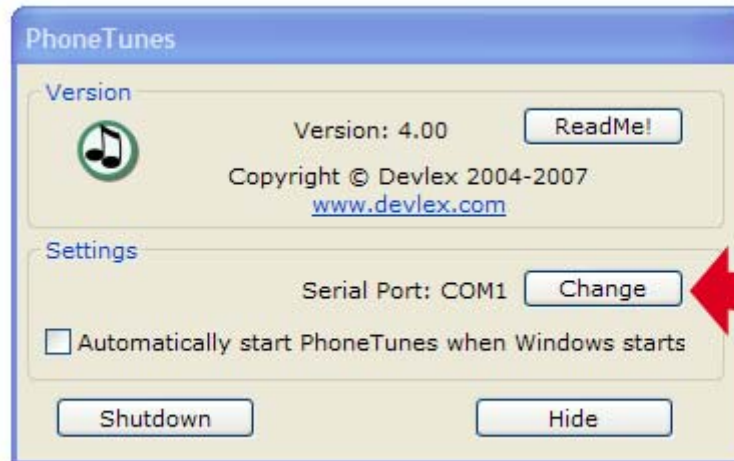 PhoneTunes
Version
Version: 4.00
ReadMe!
Copyright © Devlex 2004-2007
www.devlex.com
Settings
Serial Port: COM1
Change
Automatically start PhoneTunes when Windows starts
Shutdown
Hide